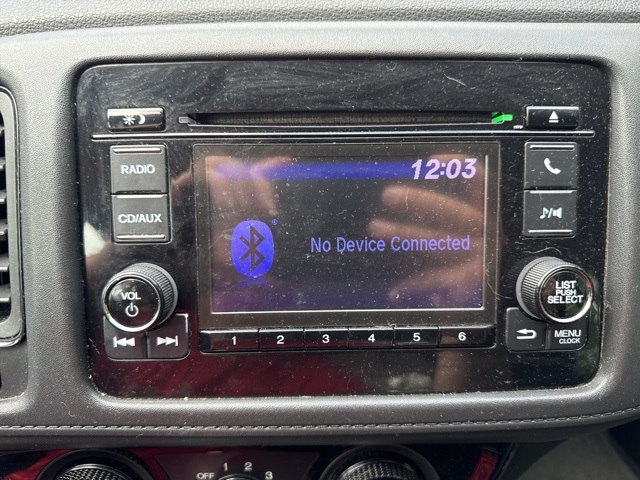 12:03
RADIO
CD/AUX
No Device Connected
VOL
LIST
PUSH
SELECT
1 2 3 4 5 6
MENU
CLOCK
OFF 1 2 3